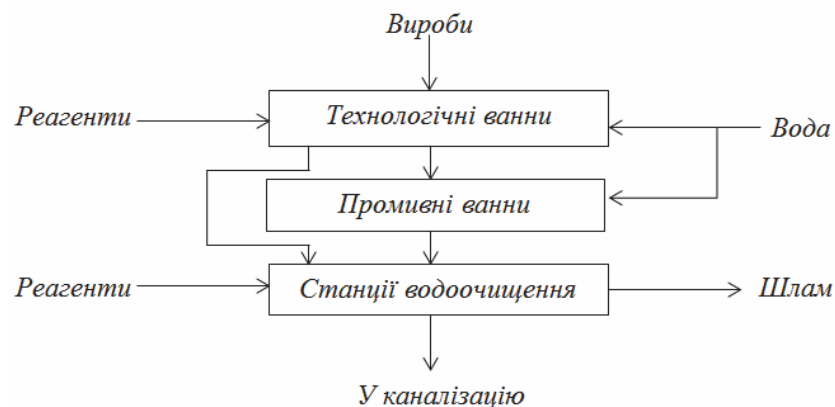 Вироби
Реагенти
Технологічні ванни
Вода
Промивні ванни
Реагенти
Станції водоочищення
Шлам
У каналізацію